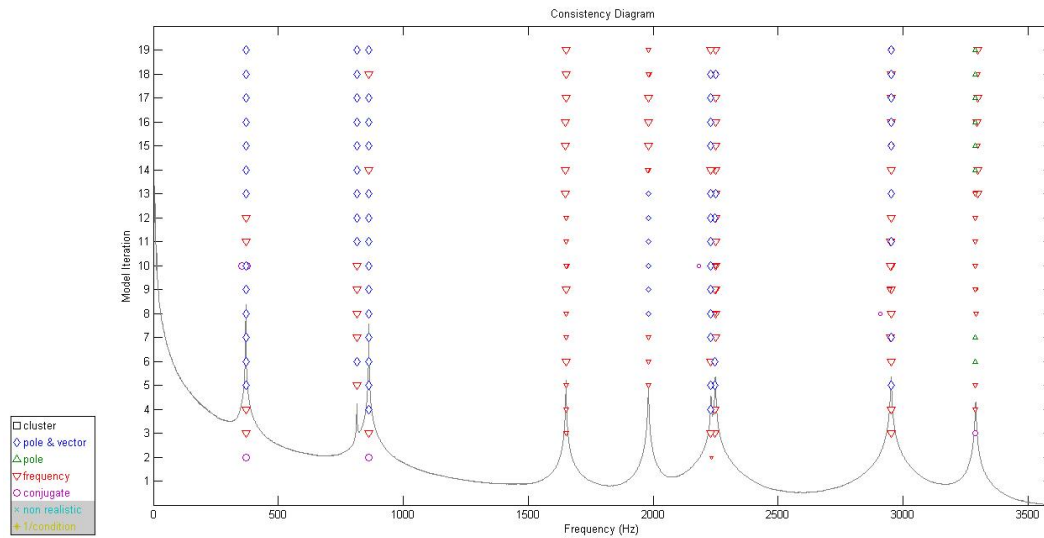 Consistency Diagram
19
18
17
16
15
14
13
12
11
10
9
8
7
6
5
4
3
2
1
Model Iteration
0 500 1000 1500 2000 2500 3000 3500
Frequency (Hz)
cluster
pole & vector
pole
frequency
conjugate
non realistic
1/condition